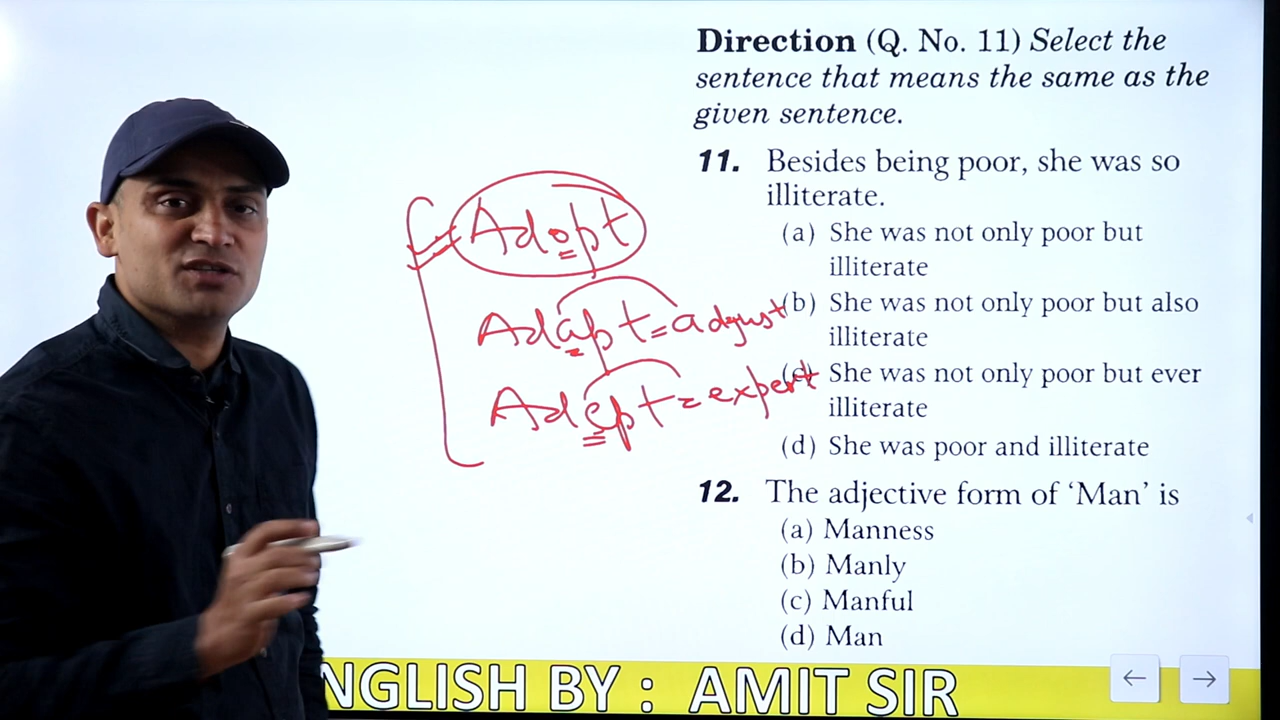 Direction (Q. No. 11) Select the
sentence that means the same as the
given sentence.
11. Besides being poor, she was so
illiterate.
(a) She was not only poor but
illiterate
(b) She was not only poor but also
illiterate
(c) She was not only poor but ever
illiterate
(d) She was poor and illiterate
12. The adjective form of ‘Man’ is
(a) Manness
(b) Manly
(c) Manful
(d) Man
Adopt
Adapt = adjust
Adept = expert
NGLISH BY : AMIT SIR